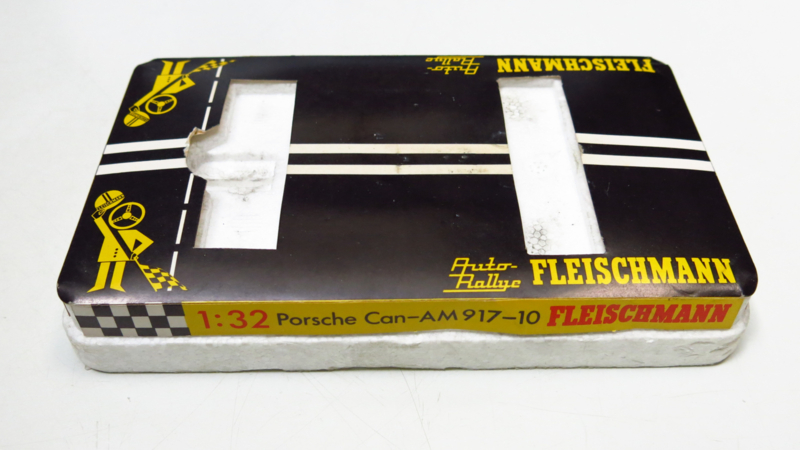 Auto-
Rallye FLEISCHMANN
Auto-
Rallye FLEISCHMANN
1:32 Porsche Can-AM 917-10 FLEISCHMANN